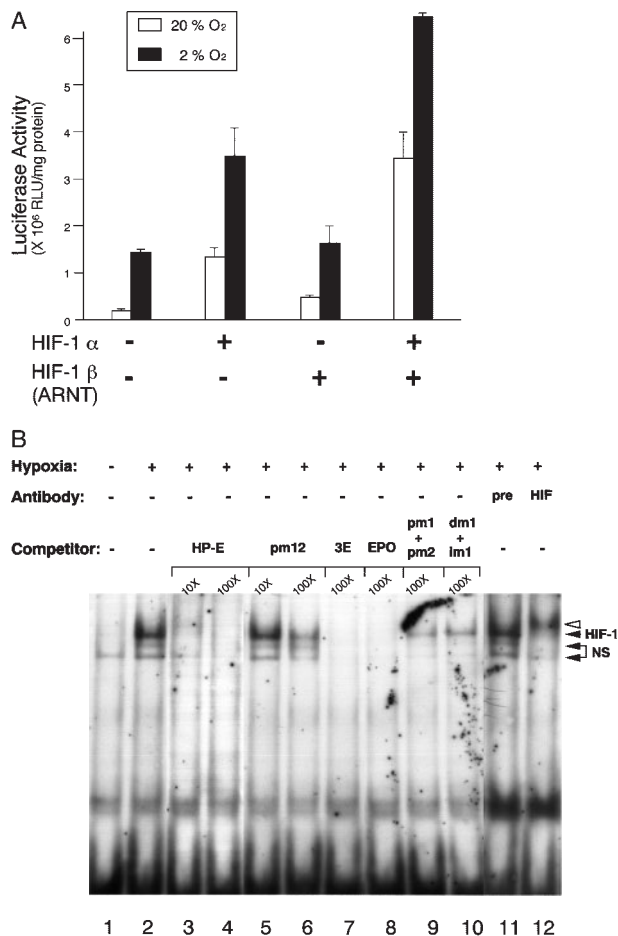 A
20 % O2
2 % O2
Luciferase Activity
(X 10⁶ RLU/mg protein)
6
4
3
2
1
0
HIF-1 α - + - +
HIF-1 β - - + +
(ARNT)
B
Hypoxia: - + + + + + + + + + + +
Antibody: - - - - - - - - - - pre HIF
Competitor: - - HP-E pm12 3E EPO pm1 + pm2 dm1 + lm1 - -
10X 100X 10X 100X 100X 100X 100X 100X
HIF-1
NS
1 2 3 4 5 6 7 8 9 10 11 12